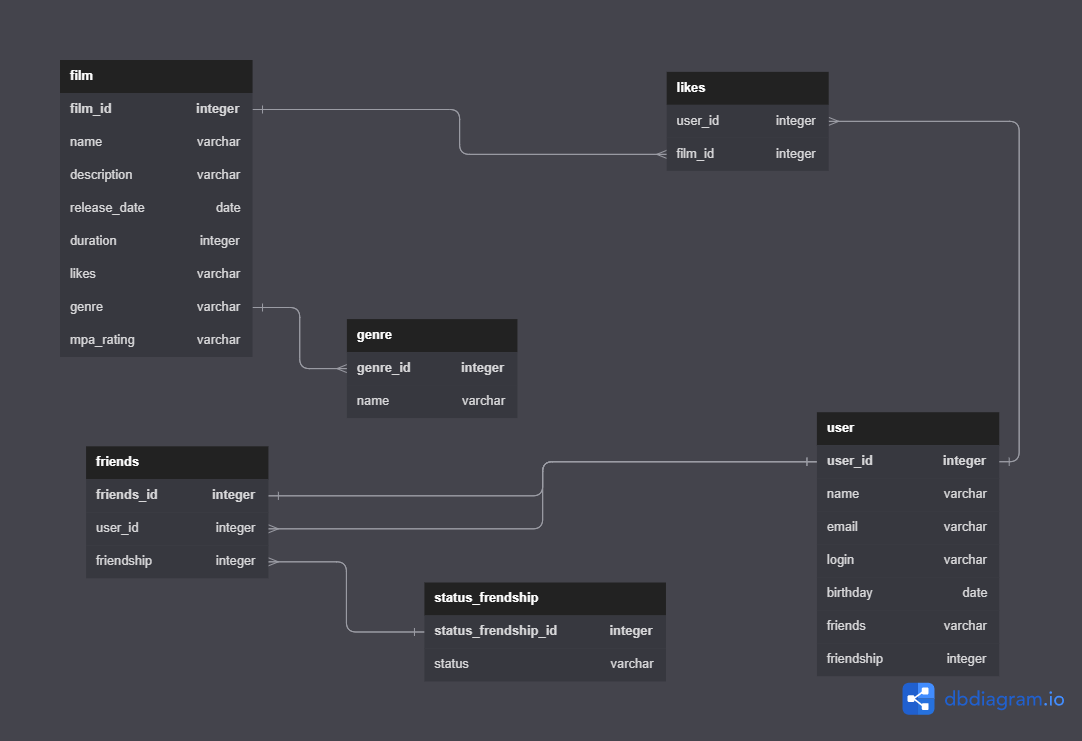 film
film_id integer
name varchar
description varchar
release_date date
duration integer
likes varchar
genre varchar
mpa_rating varchar
likes
user_id integer
film_id integer
genre
genre_id integer
name varchar
friends
friends_id integer
user_id integer
friendship integer
status_frendship
status_frendship_id integer
status varchar
user
user_id integer
name varchar
email varchar
login varchar
birthday date
friends varchar
friendship integer
dbdiagram.io